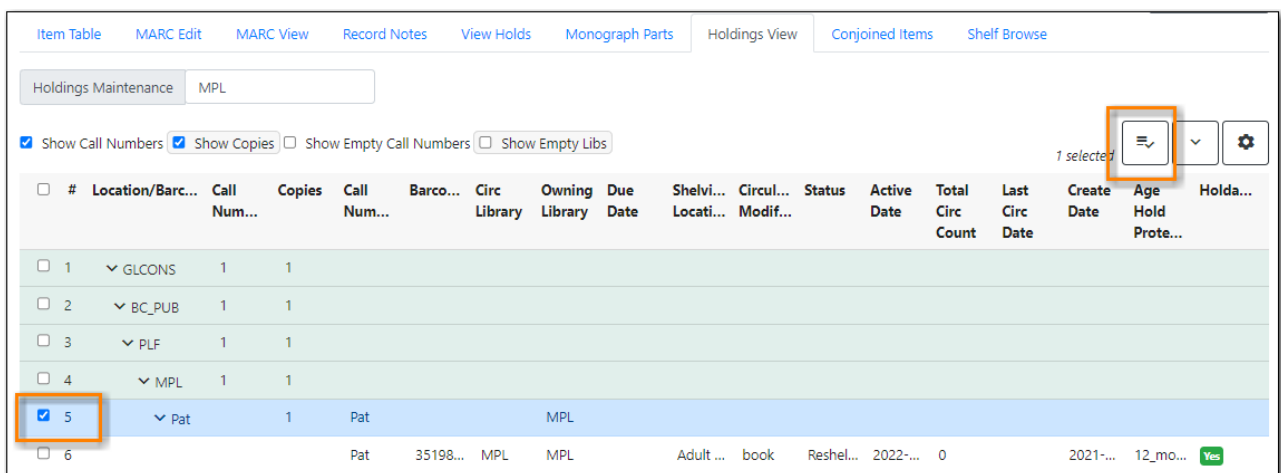 Item Table MARC Edit MARC View Record Notes View Holds Monograph Parts Holdings View Conjoined Items Shelf Browse
Holdings Maintenance MPL
Show Call Numbers Show Copies Show Empty Call Numbers Show Empty Libs
1 selected
# Location/Barc... Call Copies Call Barco... Circ Owning Due Shelvi... Circul... Status Active Total Last Create Age Holda...
Num... Num... Library Library Date Locati... Modif... Date Circ Circ Date Hold
Count Date Prote...
1 GLCONS 1 1
2 BC_PUB 1 1
3 PLF 1 1
4 MPL 1 1
5 Pat 1 Pat MPL
6 Pat 35198... MPL MPL Adult ... book Reshel... 2022-... 0 2021-... 12_mo... Yes